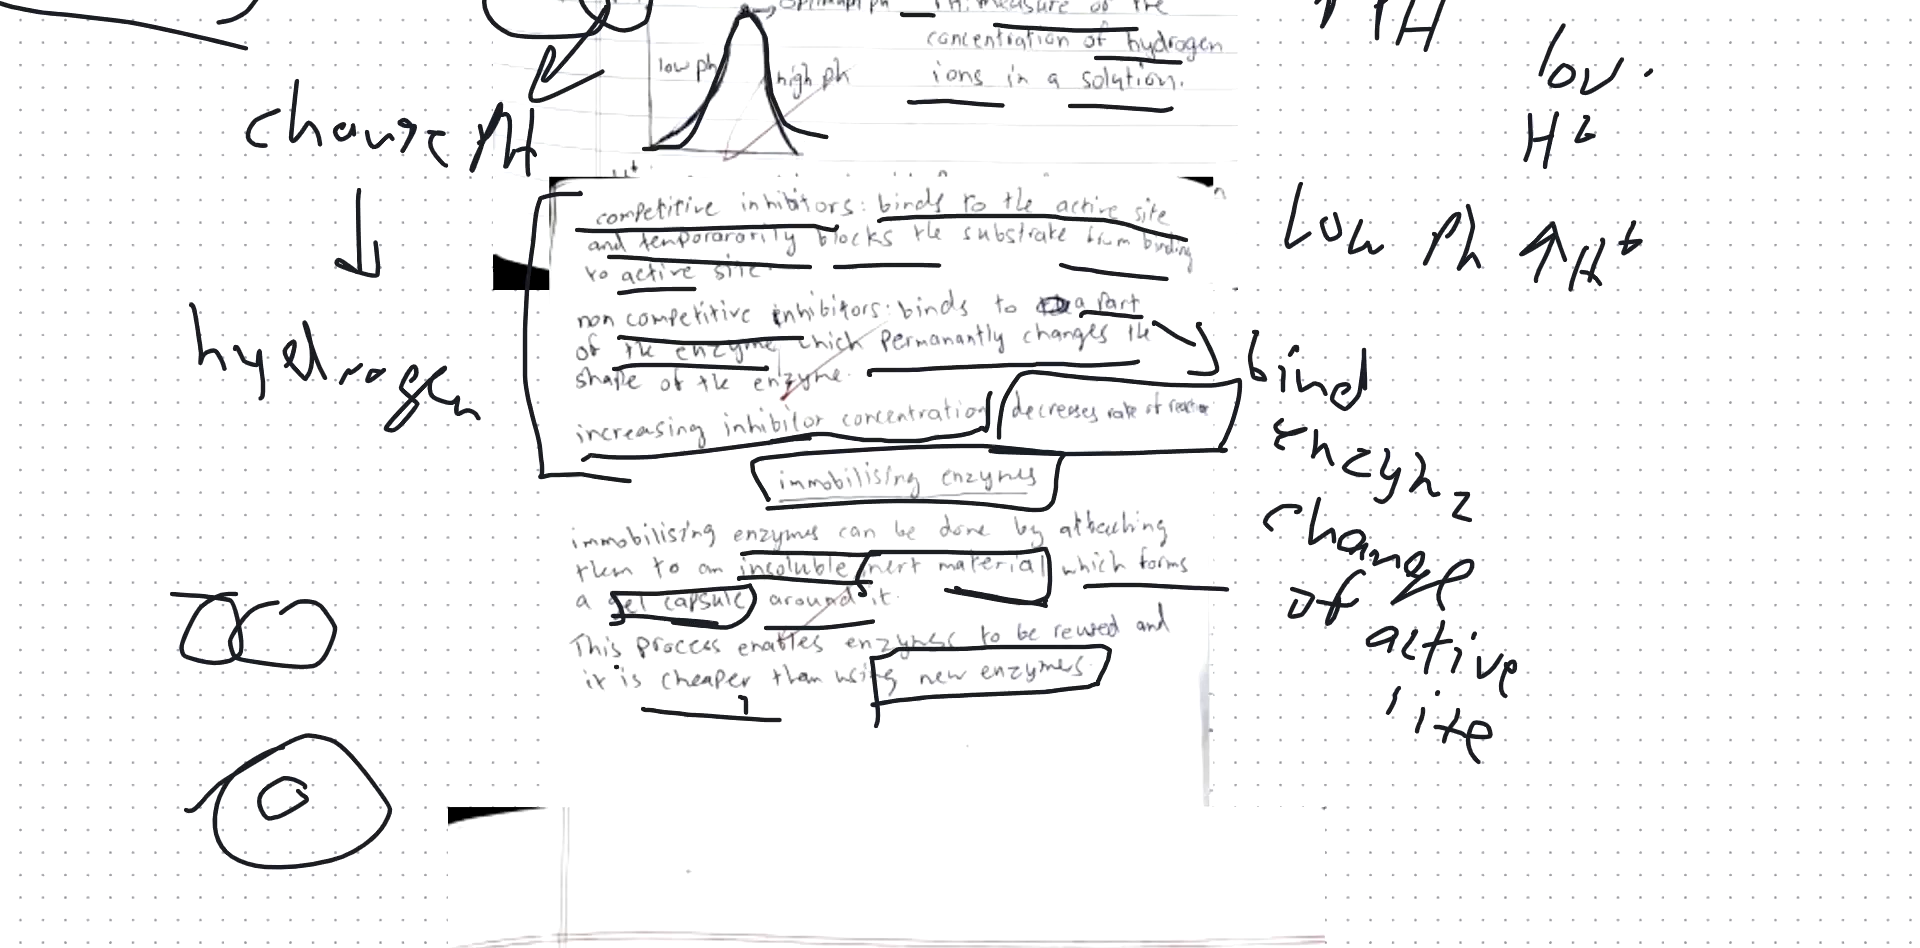 optimum ph
PH: measure of the
concentration of hydrogen
ions in a solution.
low ph
high ph
PH
low
H+
change PH
hydrogen
Low Ph ↑ H+
competitive inhibitors: binds to the active site
and temporarorily blocks the substrate from binding
to active site
non competitive inhibitors: binds to a part
of the enzyme which permanantly changes the
shape of the enzyme.
increasing inhibitor concentration decreases rate of reaction
bind
enzyme
change
of
active
site
immobilising enzymes
immobilising enzymes can be done by attaching
them to an insoluble inert material which forms
a gel capsule around it.
This process enables enzymes to be reused and
it is cheaper than using new enzymes.